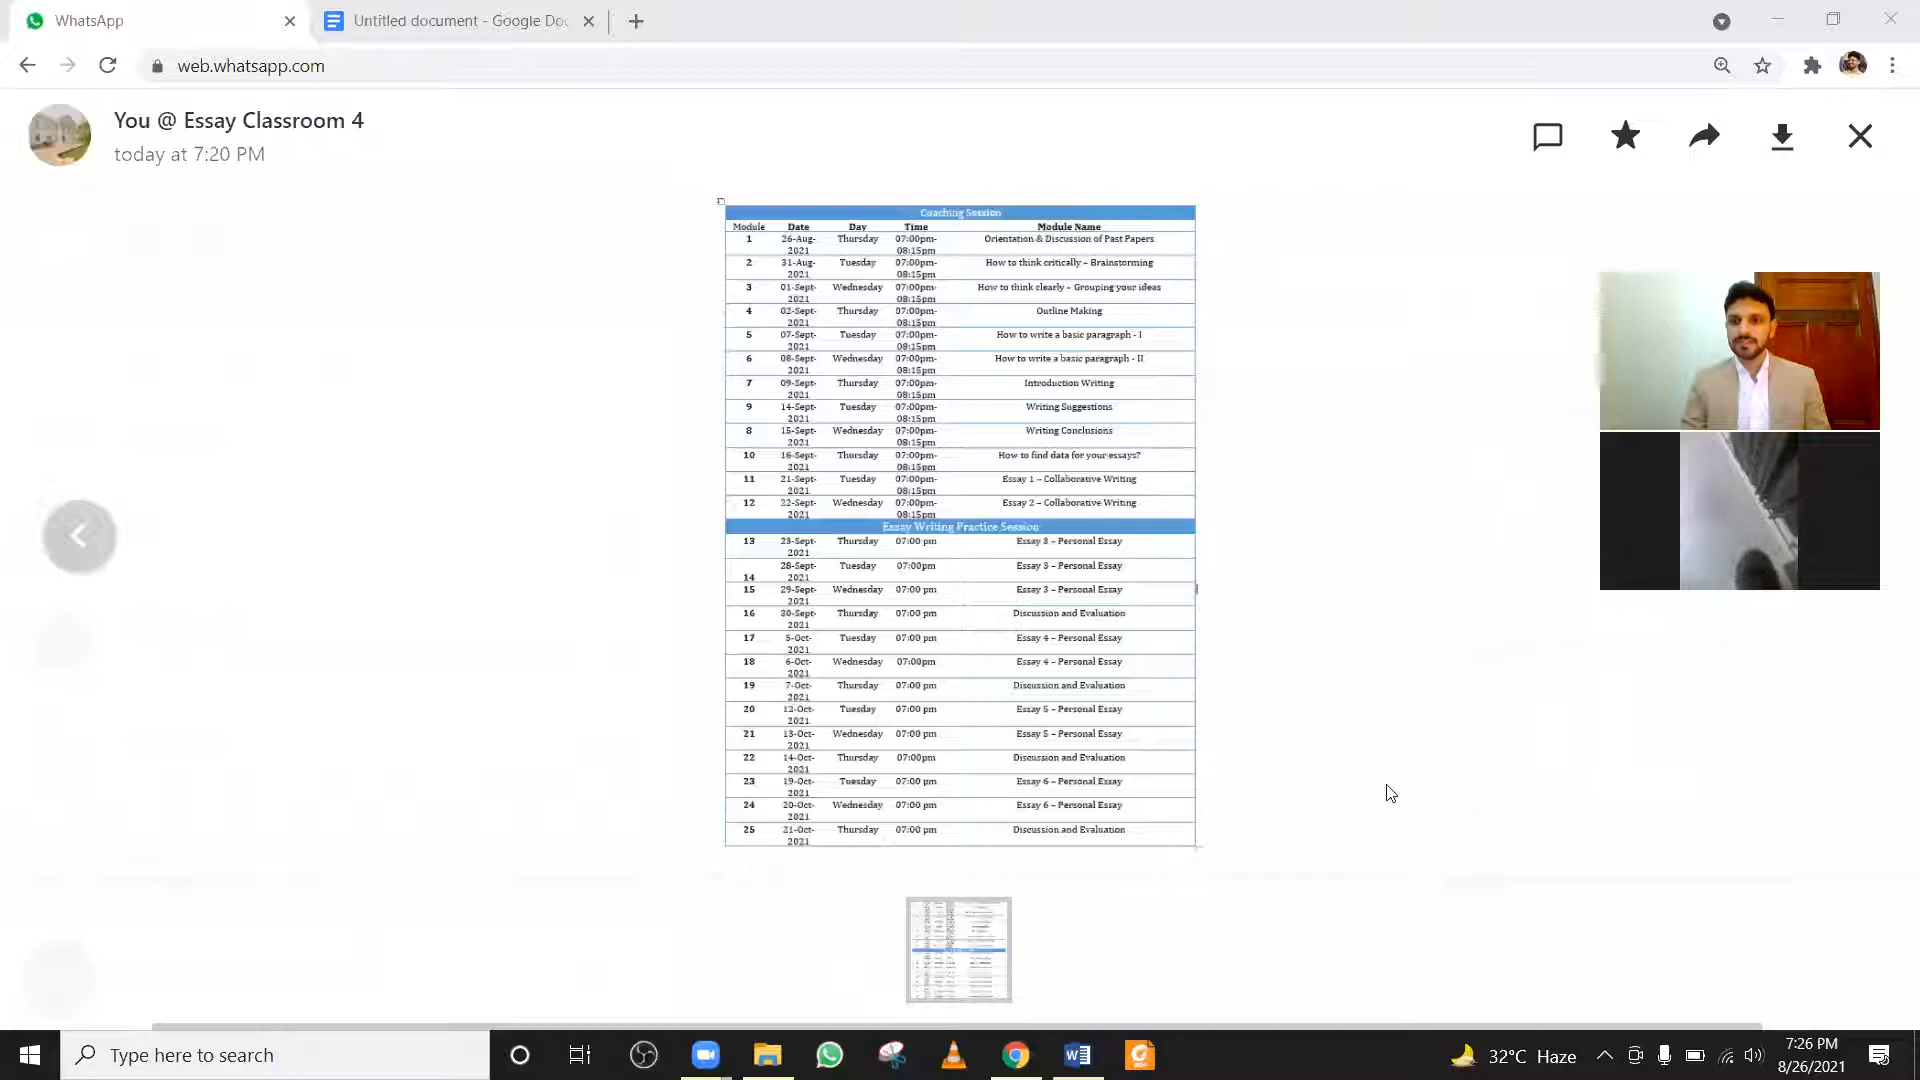 WhatsApp
Untitled document - Google Doc
web.whatsapp.com
You @ Essay Classroom 4
today at 7:20 PM
Coaching Session
Module Date Day Time Module Name
1 26-Aug- Thursday 07:00pm- Orientation & Discussion of Past Papers
2021 08:15pm
2 31-Aug- Tuesday 07:00pm- How to think critically – Brainstorming
2021 08:15pm
3 01-Sept- Wednesday 07:00pm- How to think clearly – Grouping your ideas
2021 08:15pm
4 02-Sept- Thursday 07:00pm- Outline Making
2021 08:15pm
5 07-Sept- Tuesday 07:00pm- How to write a basic paragraph - I
2021 08:15pm
6 08-Sept- Wednesday 07:00pm- How to write a basic paragraph - II
2021 08:15pm
7 09-Sept- Thursday 07:00pm- Introduction Writing
2021 08:15pm
9 14-Sept- Tuesday 07:00pm- Writing Suggestions
2021 08:15pm
8 15-Sept- Wednesday 07:00pm- Writing Conclusions
2021 08:15pm
10 16-Sept- Thursday 07:00pm- How to find data for your essays?
2021 08:15pm
11 21-Sept- Tuesday 07:00pm- Essay 1 – Collaborative Writing
2021 08:15pm
12 22-Sept- Wednesday 07:00pm- Essay 2 – Collaborative Writing
2021 08:15pm
Essay Writing Practice Session
13 23-Sept- Thursday 07:00 pm Essay 3 – Personal Essay
2021
28-Sept- Tuesday 07:00pm Essay 3 – Personal Essay
14 2021
15 29-Sept- Wednesday 07:00 pm Essay 3 – Personal Essay
2021
16 30-Sept- Thursday 07:00 pm Discussion and Evaluation
2021
17 5-Oct- Tuesday 07:00 pm Essay 4 – Personal Essay
2021
18 6-Oct- Wednesday 07:00pm Essay 4 – Personal Essay
2021
19 7-Oct- Thursday 07:00 pm Discussion and Evaluation
2021
20 12-Oct- Tuesday 07:00 pm Essay 5 – Personal Essay
2021
21 13-Oct- Wednesday 07:00 pm Essay 5 – Personal Essay
2021
22 14-Oct- Thursday 07:00pm Discussion and Evaluation
2021
23 19-Oct- Tuesday 07:00 pm Essay 6 – Personal Essay
2021
24 20-Oct- Wednesday 07:00 pm Essay 6 – Personal Essay
2021
25 21-Oct- Thursday 07:00 pm Discussion and Evaluation
2021
Type here to search
32°C Haze
7:26 PM
8/26/2021